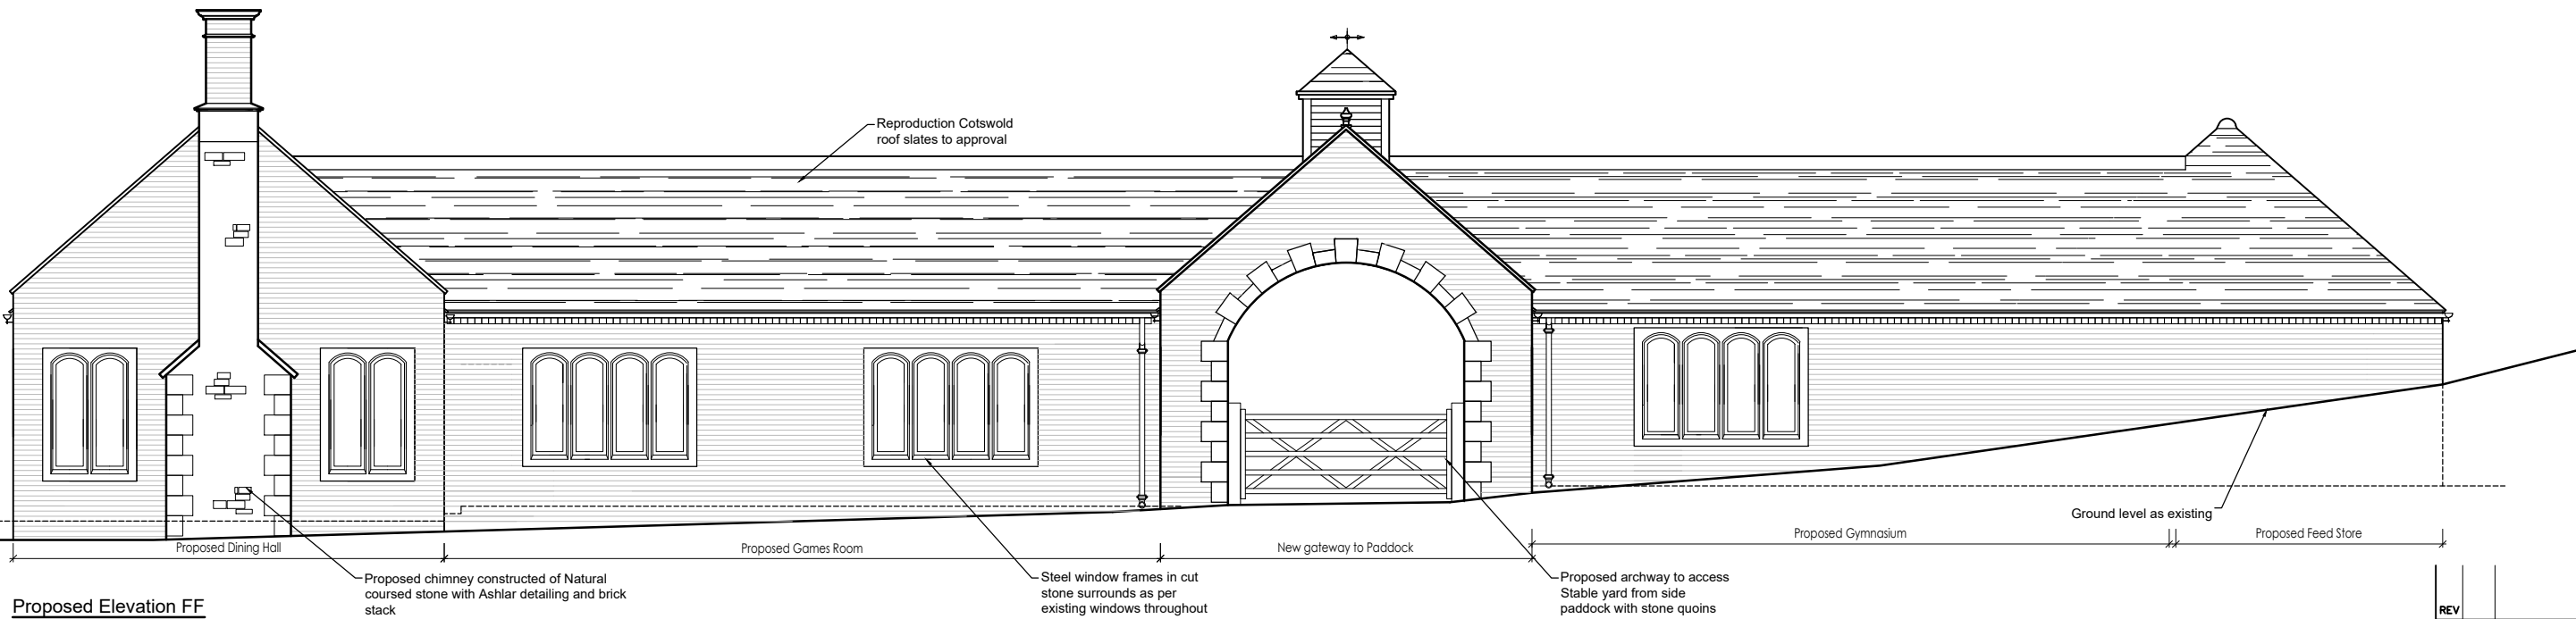 Reproduction Cotswold
roof slates to approval
Ground level as existing
Proposed Dining Hall
Proposed Games Room
New gateway to Paddock
Proposed Gymnasium
Proposed Feed Store
Proposed chimney constructed of Natural
coursed stone with Ashlar detailing and brick
stack
Steel window frames in cut
stone surrounds as per
existing windows throughout
Proposed archway to access
Stable yard from side
paddock with stone quoins
Proposed Elevation FF
REV